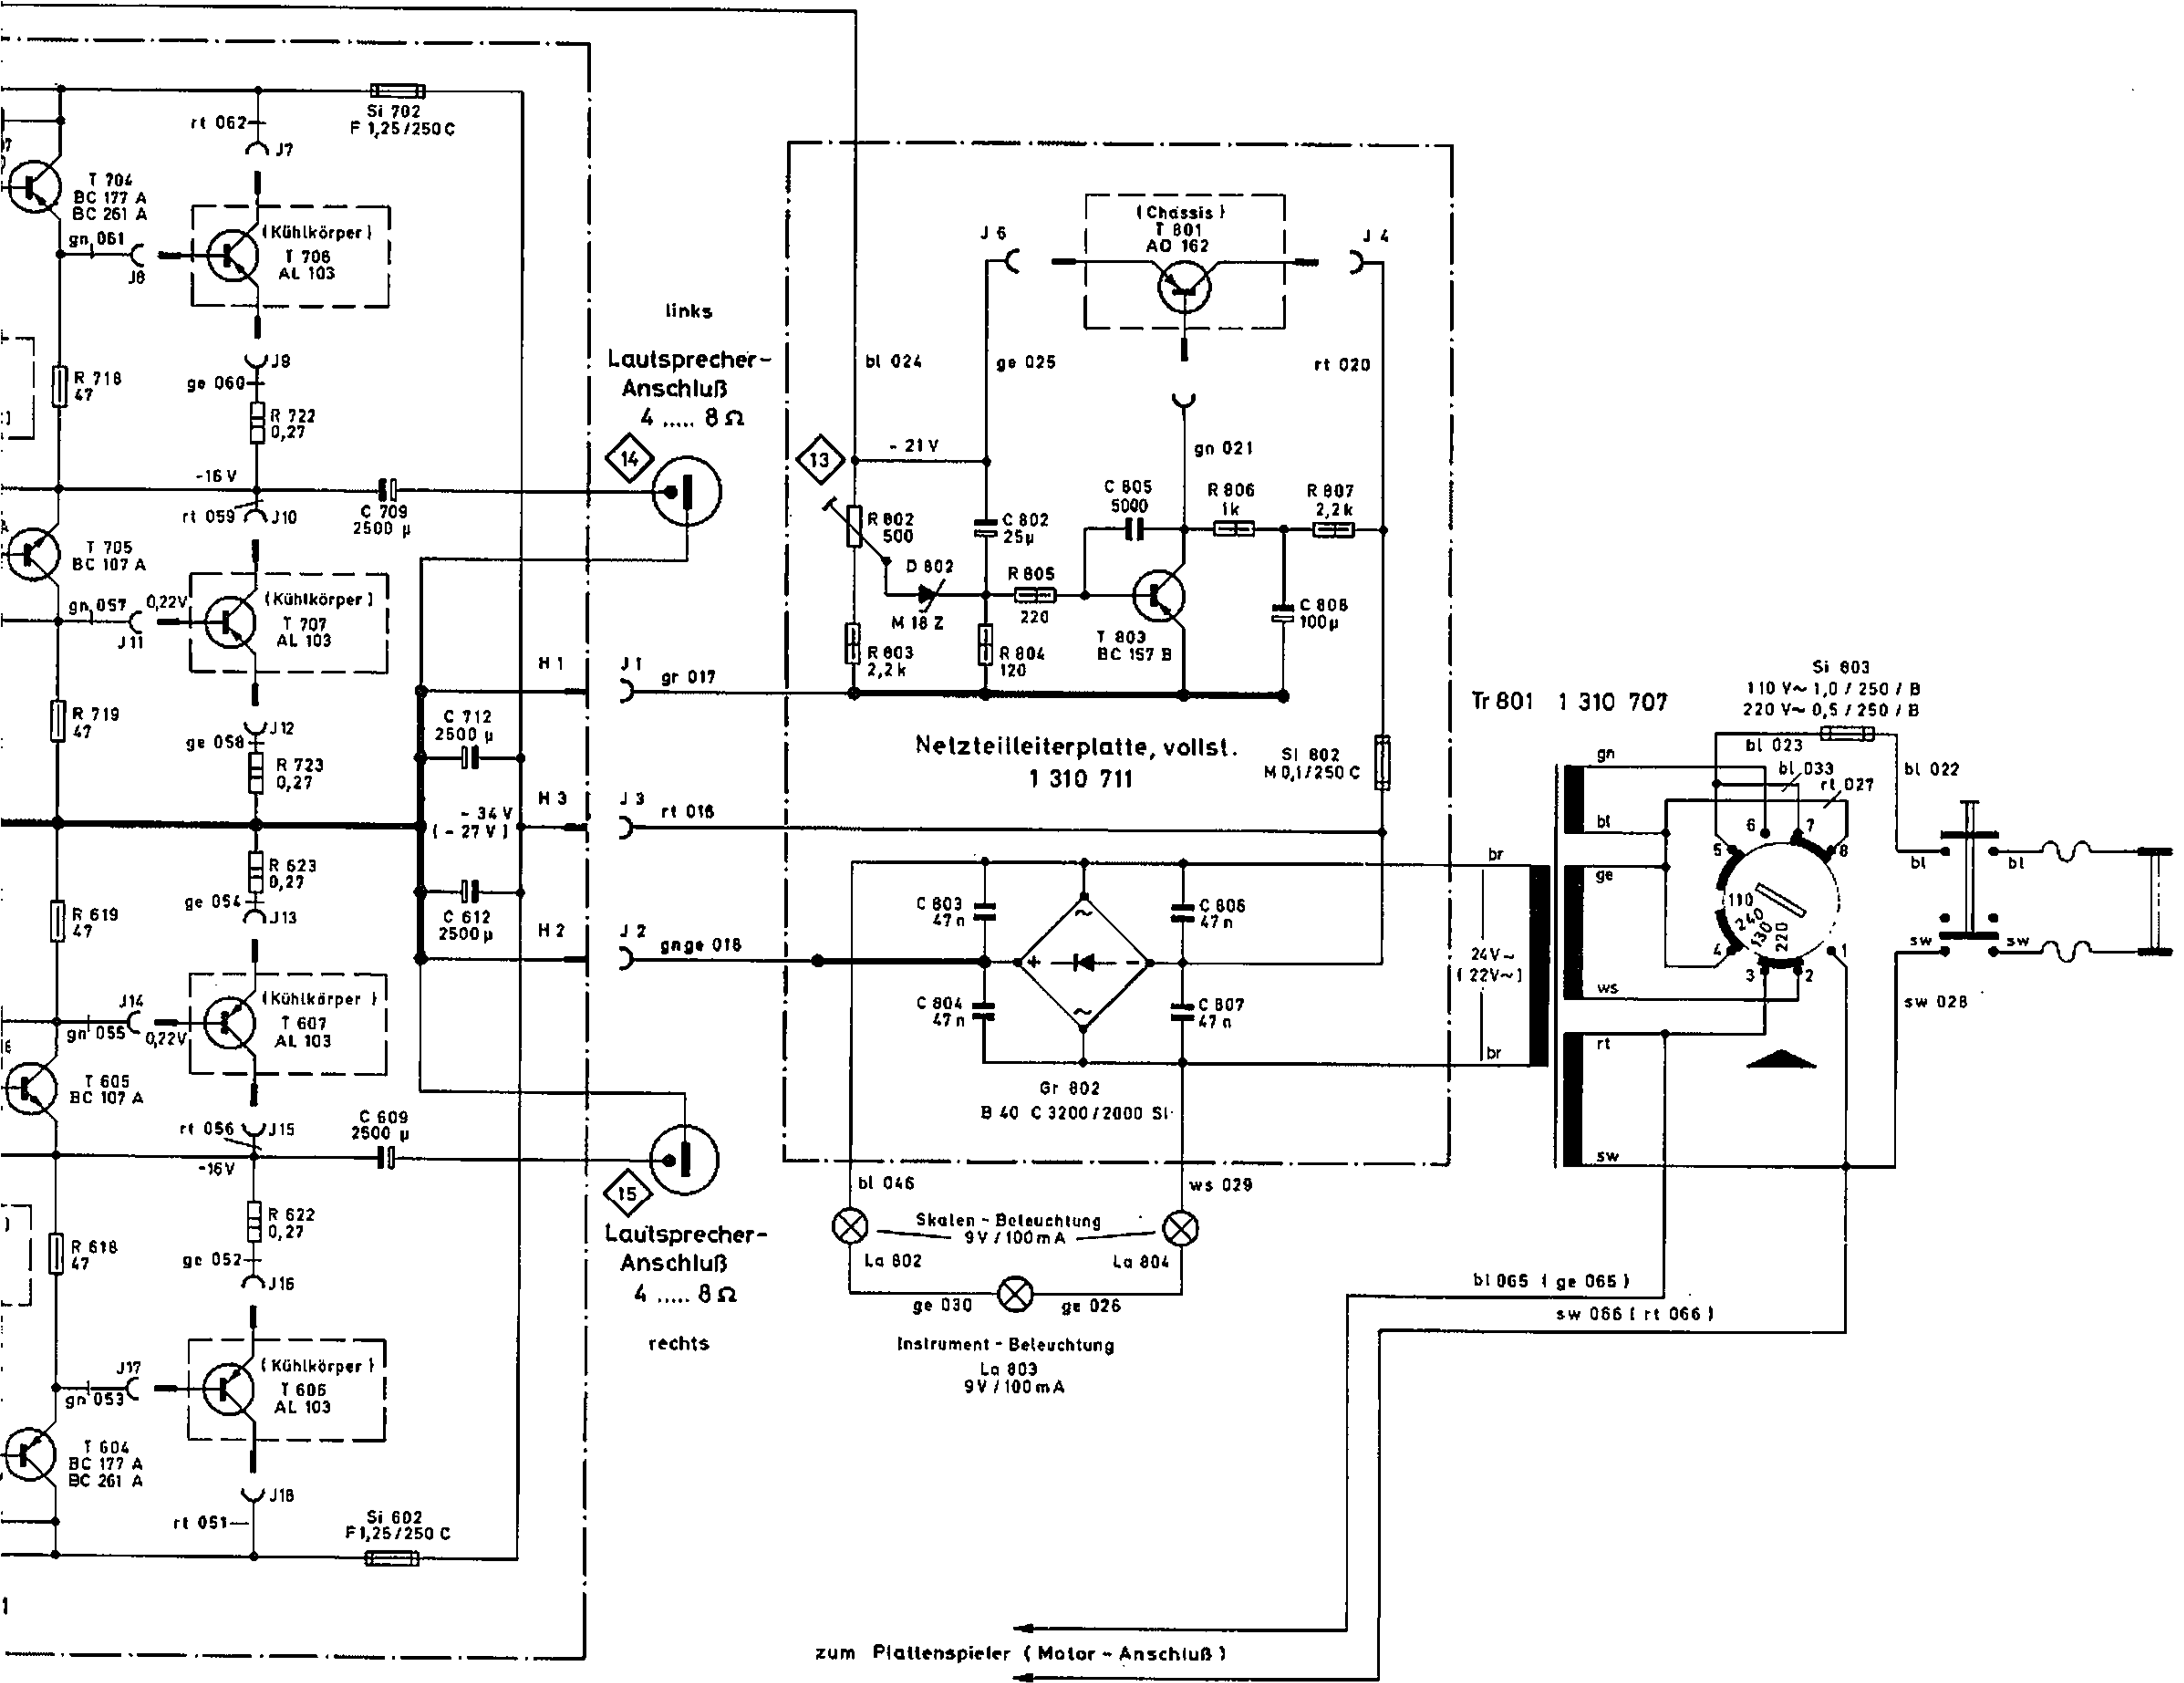 Si 702
F 1,25/250 C
rt 062
J7
T 704
BC 177 A
BC 261 A
gn 061
J8
(Kühlkörper)
T 706
AL 103
J9
ge 060
R 718
47
R 722
0,27
-16 V
rt 059
J10
C 709
2500 µ
T 705
BC 107 A
gn 057
0,22V
J11
(Kühlkörper)
T 707
AL 103
R 719
47
J12
ge 058
R 723
0,27
C 712
2500 µ
- 34 V
( - 27 V )
R 623
0,27
ge 054
J13
R 619
47
C 612
2500 µ
J14
gn 055
0,22V
(Kühlkörper)
T 607
AL 103
T 605
BC 107 A
rt 056
J15
-16V
C 609
2500 µ
R 622
0,27
R 618
47
ge 052
J16
J17
gn 053
(Kühlkörper)
T 606
AL 103
T 604
BC 177 A
BC 261 A
J18
rt 051
Si 602
F 1,25/250 C
links
Lautsprecher-
Anschluß
4 ..... 8 Ω
14
H 1
J 1
gr 017
H 3
J 3
rt 016
H 2
J 2
gnge 018
15
Lautsprecher-
Anschluß
4 ..... 8 Ω
rechts
bl 024
ge 025
J 6
(Chassis)
T 801
AD 162
J 4
rt 020
13
- 21 V
gn 021
R 802
500
C 802
25µ
C 805
5000
R 806
1k
R 807
2,2k
D 802
M 18 Z
R 805
220
T 803
BC 157 B
C 808
100µ
R 803
2,2k
R 804
120
Netzteilleiterplatte, vollst.
1 310 711
Si 802
M 0,1/250 C
C 803
47n
C 806
47n
+
-
~
~
C 804
47n
C 807
47n
Gr 802
B 40 C 3200/2000 Si
br
24V~
(22V~)
br
bl 046
ws 029
Skalen - Beleuchtung
9V/100mA
La 802
La 804
ge 030
ge 026
Instrument - Beleuchtung
La 803
9V/100mA
Tr 801 1 310 707
Si 803
110 V~ 1,0 / 250 / B
220 V~ 0,5 / 250 / B
gn
bl 023
bl 033
rt 027
bl 022
bl
ge
ws
rt
sw
6
7
5
8
4
3
2
1
110
240
130
220
bl
bl
sw
sw
sw 028
bl 065 ( ge 065 )
sw 066 ( rt 066 )
zum Plattenspieler ( Motor - Anschluß )